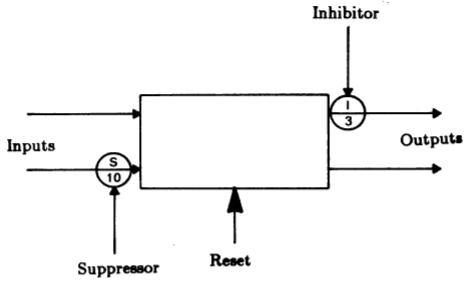 Inhibitor
I
3
Inputs
Outputs
S
10
Suppressor
Reset